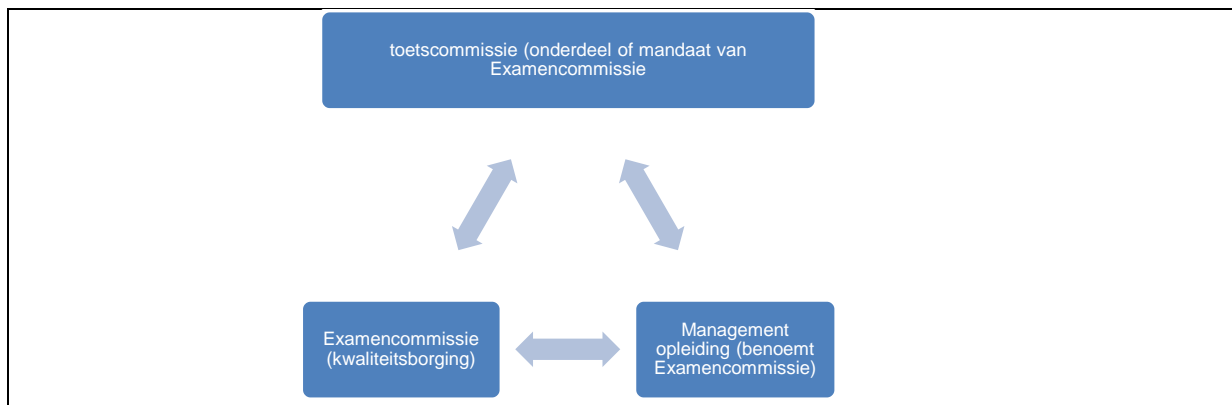 toetscommissie (onderdeel of mandaat van
Examencommissie
Examencommissie
(kwaliteitsborging)
Management
opleiding (benoemt
Examencommissie)